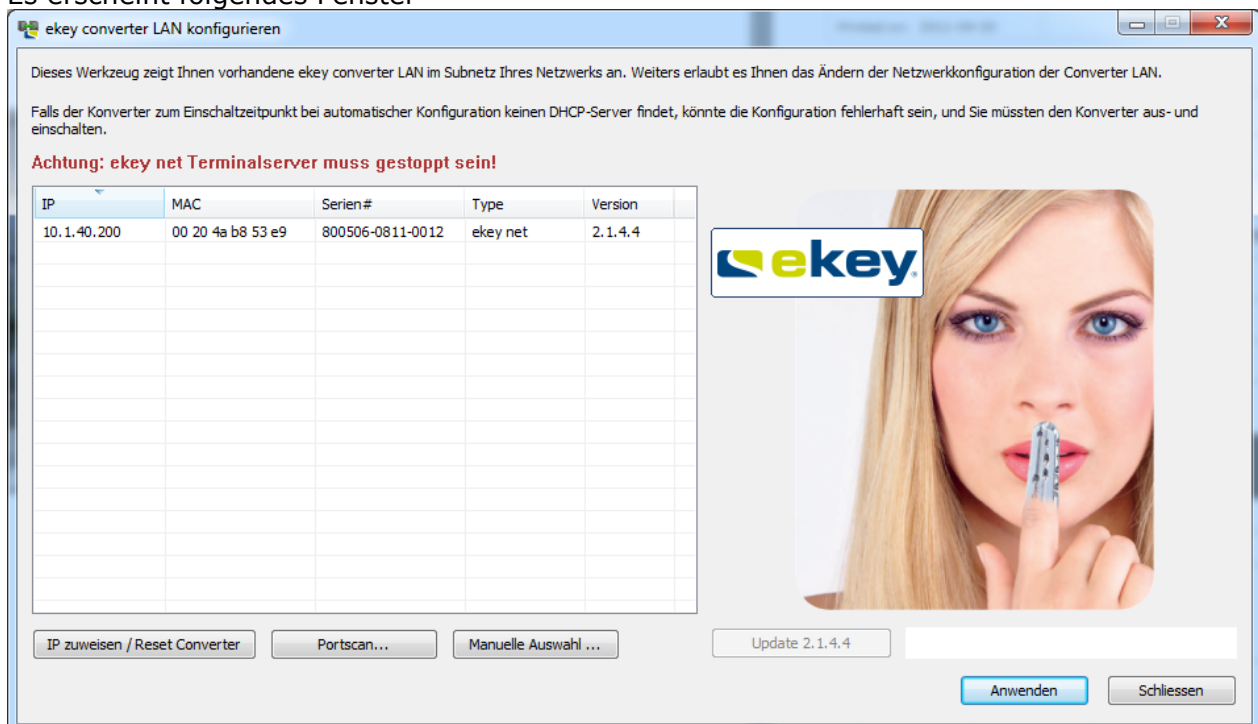 Es erscheint folgendes Fenster
ekey converter LAN konfigurieren
Dieses Werkzeug zeigt Ihnen vorhandene ekey converter LAN im Subnetz Ihres Netzwerks an. Weiters erlaubt es Ihnen das Ändern der Netzwerkkonfiguration der Converter LAN.
Falls der Konverter zum Einschaltzeitpunkt bei automatischer Konfiguration keinen DHCP-Server findet, könnte die Konfiguration fehlerhaft sein, und Sie müssten den Konverter aus- und
einschalten.
Achtung: ekey net Terminalserver muss gestoppt sein!
IP MAC Serien# Type Version
10.1.40.200 00 20 4a b8 53 e9 800506-0811-0012 ekey net 2.1.4.4
ekey
IP zuweisen / Reset Converter Portscan... Manuelle Auswahl ... Update 2.1.4.4
Anwenden Schliessen